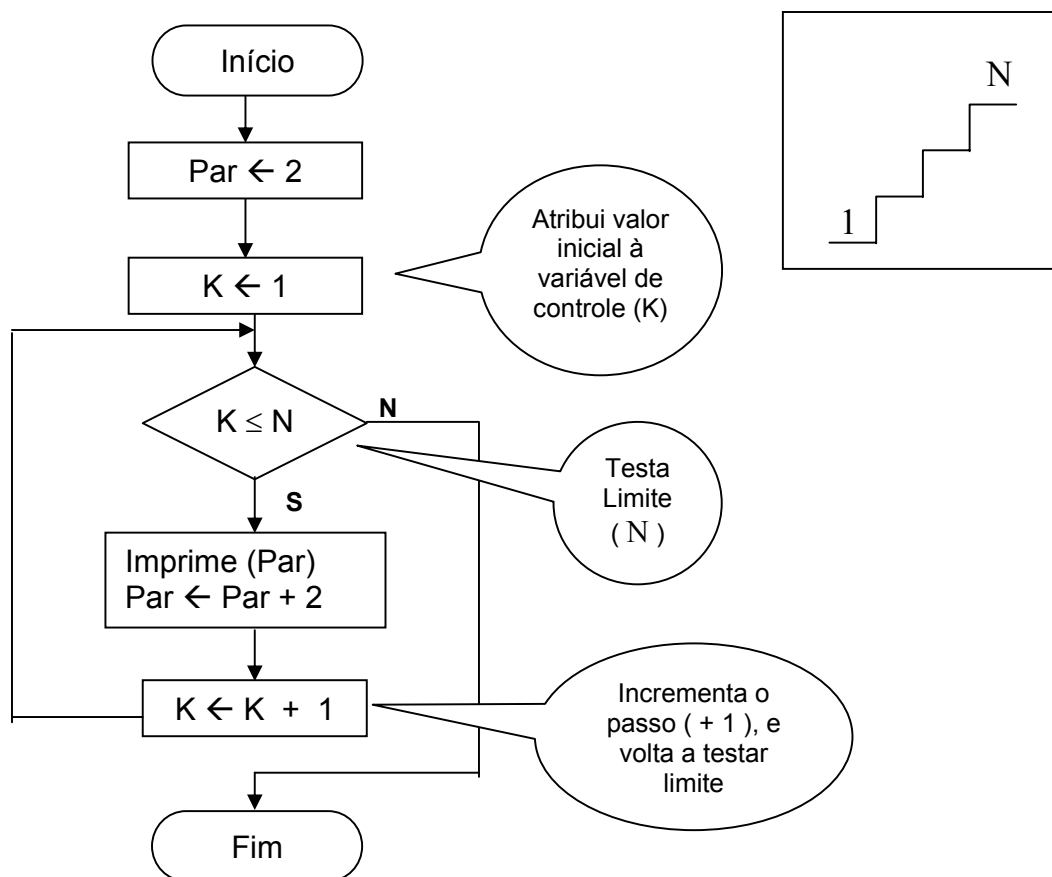 Início
Par ← 2
K ← 1
Atribui valor
inicial à
variável de
controle (K)
N
1
K ≤ N
N
S
Testa
Limite
( N )
Imprime (Par)
Par ← Par + 2
K ← K + 1
Incrementa o
passo ( + 1 ), e
volta a testar
limite
Fim